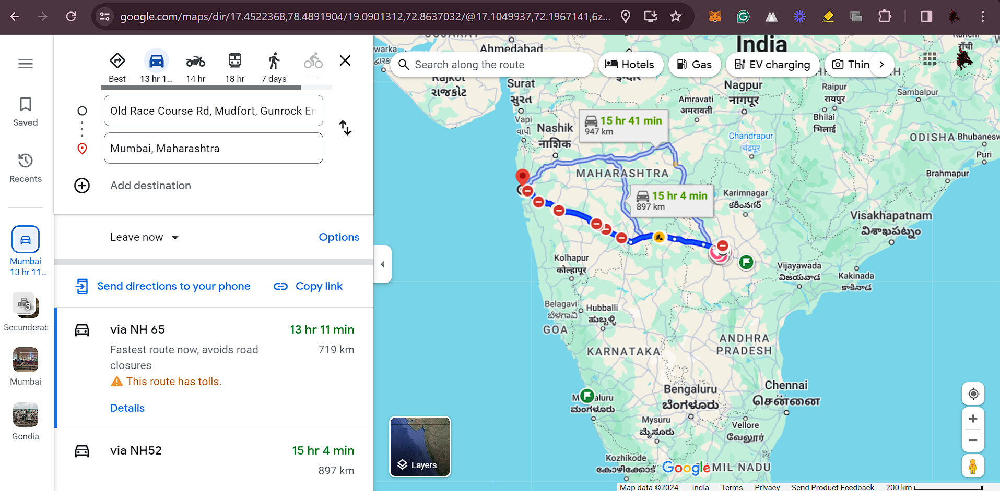 google.com/maps/dir/17.4522368,78.4891904/19.0901312,72.8637032/@17.1049937,72.1967141,6z...
Saved
Recents
Mumbai
13 hr 11...
3
Secunderab
Mumbai
Gondia
Best
13 hr 1...
14 hr
18 hr
7 days
Old Race Course Rd, Mudfort, Gunrock En
Mumbai, Maharashtra
Add destination
Leave now
Options
Send directions to your phone
Copy link
via NH 65
13 hr 11 min
Fastest route now, avoids road
719 km
closures
This route has tolls.
Details
via NH52
15 hr 4 min
897 km
Search along the route
Hotels
Gas
EV charging
Thin
India
Ahmedabad
warka
Rajkot
રાજકોટ
Surat
સુરત
Vapi
વાપી
Nashik
नाशिक
Nagpur
नागपूर
Amravati
अमरावती
Raipur
रायपुर
Bhilai
भिलाई
Sambalpur
राँची
15 hr 41 min
947 km
Chandrapur
चंद्रपूर
ODISHA
Bhubanesw
Puri
Brahmapur
MAHARASHTRA
15 hr 4 min
897 km
Karimnagar
కరీంనగర్
Visakhapatnam
విశాఖపట్నం
Kolhapur
कोल्हापूर
Vijayawada
విజయవాడ
Kakinada
కాకినాడ
Belagavi
ಬೆಳಗಾವಿ
Hubballi
ಹುಬ್ಬಳ್ಳಿ
GOA
KARNATAKA
ANDHRA
PRADESH
M
aluru
ಮಂಗಳೂರು
Bengaluru
ಬೆಂಗಳೂರು
Chennai
சென்னை
Mysuru
ಮೈಸೂರು
Vellore
வேலூர்
Kozhikode
കോഴിക്കോട്
Google
MIL NADU
Layers
Map data ©2024
India
Terms
Privacy
Send Product Feedback
200 km